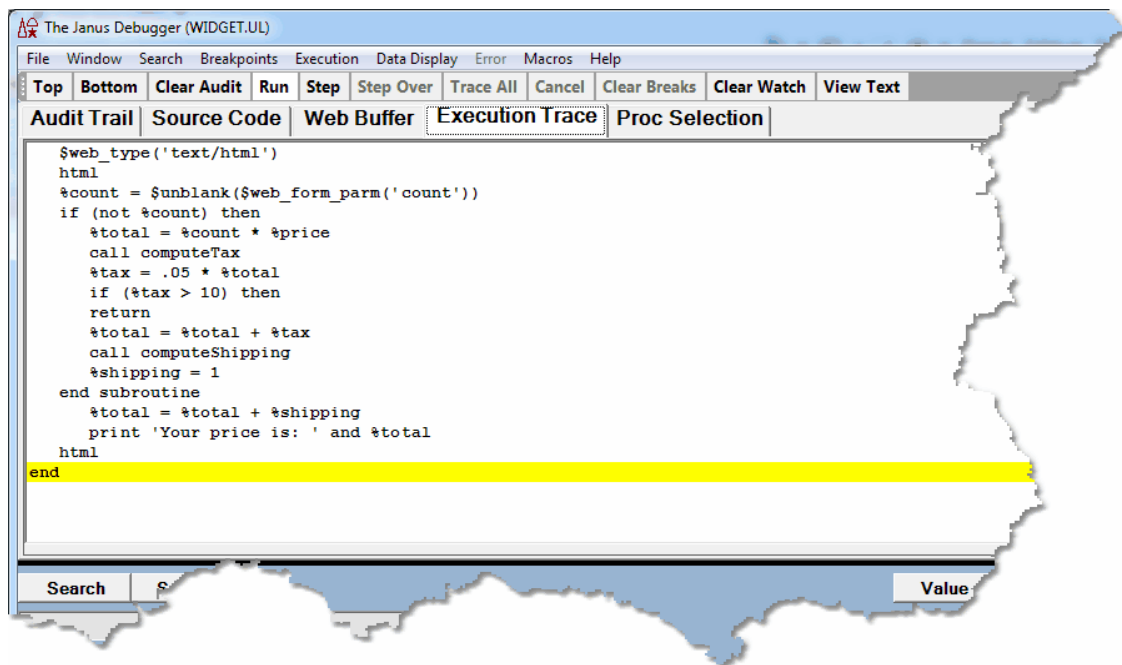 The Janus Debugger (WIDGET.UL)
File Window Search Breakpoints Execution Data Display Error Macros Help
Top Bottom Clear Audit Run Step Step Over Trace All Cancel Clear Breaks Clear Watch View Text
Audit Trail Source Code Web Buffer Execution Trace Proc Selection
$web_type('text/html')
html
%count = $unblank($web_form_parm('count'))
if (not %count) then
%total = %count * %price
call computeTax
%tax = .05 * %total
if (%tax > 10) then
return
%total = %total + %tax
call computeShipping
%shipping = 1
end subroutine
%total = %total + %shipping
print 'Your price is: ' and %total
html
end
Search Value